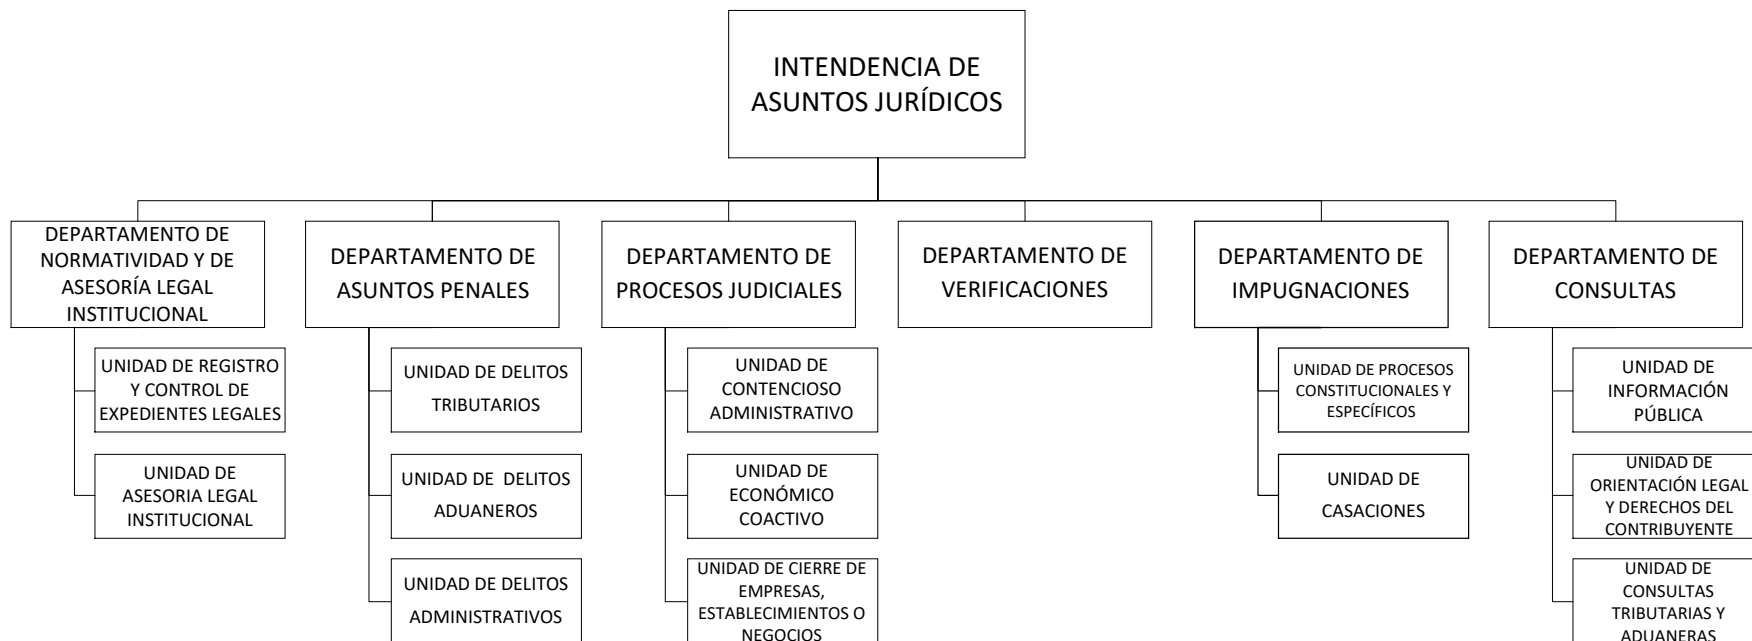 INTENDENCIA DE
ASUNTOS JURÍDICOS
DEPARTAMENTO DE
NORMATIVIDAD Y DE
ASESORÍA LEGAL
INSTITUCIONAL
UNIDAD DE REGISTRO
Y CONTROL DE
EXPEDIENTES LEGALES
UNIDAD DE
ASESORIA LEGAL
INSTITUCIONAL
DEPARTAMENTO DE
ASUNTOS PENALES
UNIDAD DE DELITOS
TRIBUTARIOS
UNIDAD DE DELITOS
ADUANEROS
UNIDAD DE DELITOS
ADMINISTRATIVOS
DEPARTAMENTO DE
PROCESOS JUDICIALES
UNIDAD DE
CONTENCIOSO
ADMINISTRATIVO
UNIDAD DE
ECONÓMICO
COACTIVO
UNIDAD DE CIERRE DE
EMPRESAS,
ESTABLECIMIENTOS O
NEGOCIOS
DEPARTAMENTO DE
VERIFICACIONES
DEPARTAMENTO DE
IMPUGNACIONES
UNIDAD DE PROCESOS
CONSTITUCIONALES Y
ESPECÍFICOS
UNIDAD DE
CASACIONES
DEPARTAMENTO DE
CONSULTAS
UNIDAD DE
INFORMACIÓN
PÚBLICA
UNIDAD DE
ORIENTACIÓN LEGAL
Y DERECHOS DEL
CONTRIBUYENTE
UNIDAD DE
CONSULTAS
TRIBUTARIAS Y
ADUANERAS